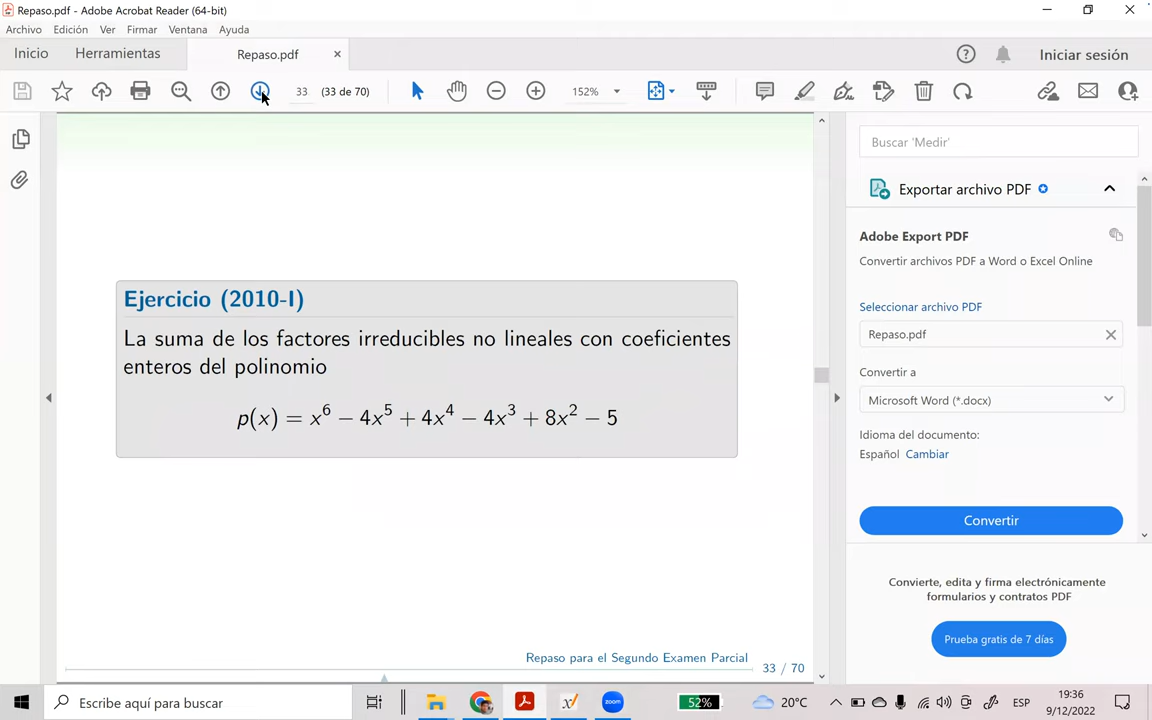 Repaso.pdf - Adobe Acrobat Reader (64-bit)
Archivo Edición Ver Firmar Ventana Ayuda
Inicio Herramientas Repaso.pdf × Iniciar sesión
33 (33 de 70) 152%
Buscar 'Medir'
Exportar archivo PDF
Adobe Export PDF
Convertir archivos PDF a Word o Excel Online
Seleccionar archivo PDF
Repaso.pdf
Convertir a
Microsoft Word (*.docx)
Idioma del documento:
Español Cambiar
Convertir
Convierte, edita y firma electrónicamente
formularios y contratos PDF
Prueba gratis de 7 días
Ejercicio (2010-I)
La suma de los factores irreducibles no lineales con coeficientes
enteros del polinomio
p(x) = x⁶ − 4x⁵ + 4x⁴ − 4x³ + 8x² − 5
Repaso para el Segundo Examen Parcial
33 / 70
Escribe aquí para buscar
zoom
52%
20°C
ESP
19:36
9/12/2022